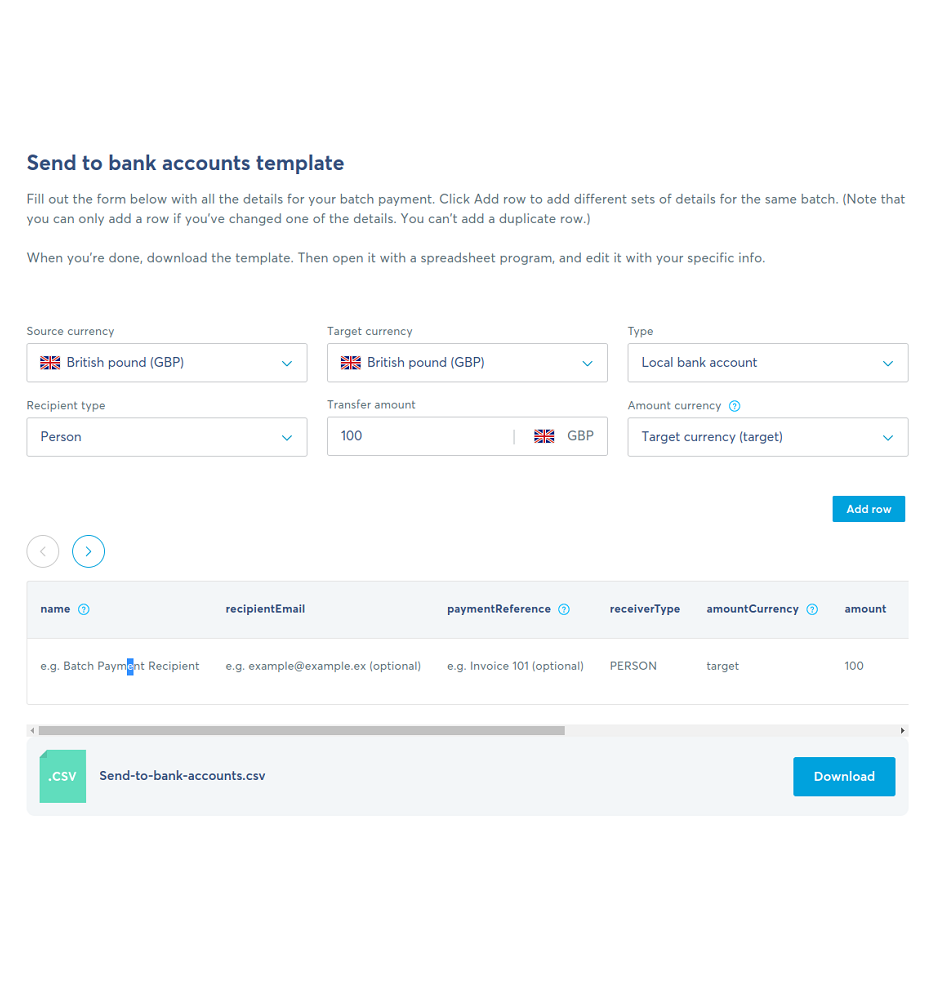 Send to bank accounts template
Fill out the form below with all the details for your batch payment. Click Add row to add different sets of details for the same batch. (Note that
you can only add a row if you've changed one of the details. You can't add a duplicate row.)
When you're done, download the template. Then open it with a spreadsheet program, and edit it with your specific info.
Source currency
Target currency
Type
British pound (GBP)
British pound (GBP)
Local bank account
Recipient type
Transfer amount
Amount currency ?
Person
100 | GBP
Target currency (target)
Add row
name ? recipientEmail paymentReference ? receiverType amountCurrency ? amount
e.g. Batch Payment Recipient e.g. example@example.ex (optional) e.g. Invoice 101 (optional) PERSON target 100
.CSV
Send-to-bank-accounts.csv
Download